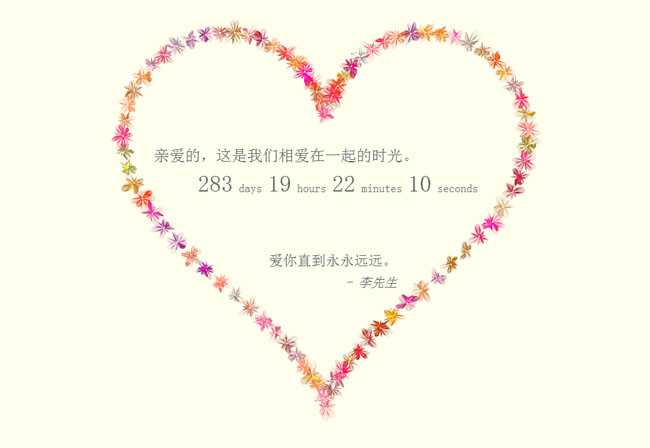 亲爱的，这是我们相爱在一起的时光。
283 days 19 hours 22 minutes 10 seconds
爱你直到永永远远。
- 李先生